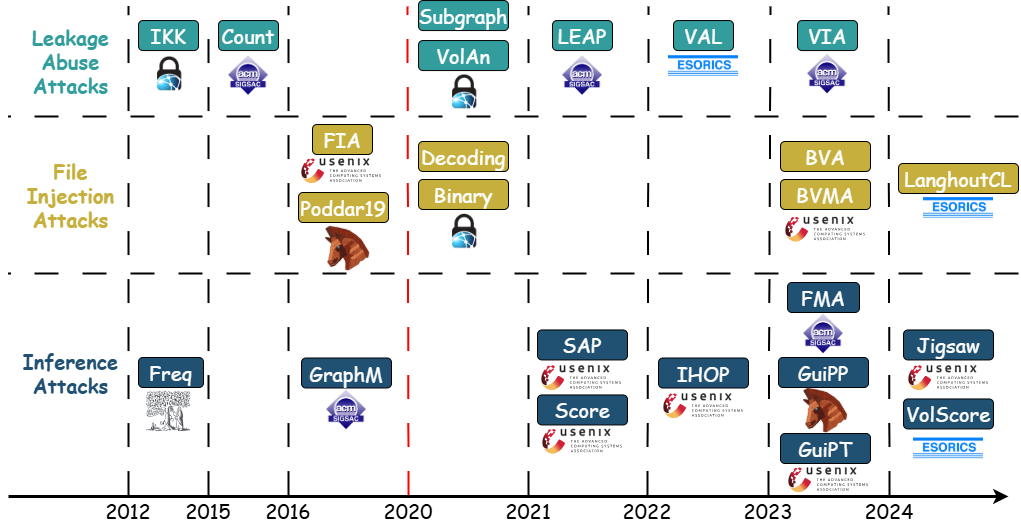 Leakage
Abuse
Attacks
IKK
Count
acm
SIGSAC
Subgraph
VolAn
LEAP
acm
SIGSAC
VAL
ESORICS
VIA
acm
SIGSAC
File
Injection
Attacks
FIA
usenix
THE ADVANCED
COMPUTING SYSTEMS
ASSOCIATION
Poddar19
Decoding
Binary
BVA
BVMA
usenix
THE ADVANCED
COMPUTING SYSTEMS
ASSOCIATION
LanghoutCL
ESORICS
Inference
Attacks
Freq
GraphM
acm
SIGSAC
SAP
usenix
THE ADVANCED
COMPUTING SYSTEMS
ASSOCIATION
Score
usenix
THE ADVANCED
COMPUTING SYSTEMS
ASSOCIATION
IHOP
usenix
THE ADVANCED
COMPUTING SYSTEMS
ASSOCIATION
FMA
acm
SIGSAC
GuiPP
GuiPT
usenix
THE ADVANCED
COMPUTING SYSTEMS
ASSOCIATION
Jigsaw
usenix
THE ADVANCED
COMPUTING SYSTEMS
ASSOCIATION
VolScore
ESORICS
2012 2015 2016 2020 2021 2022 2023 2024